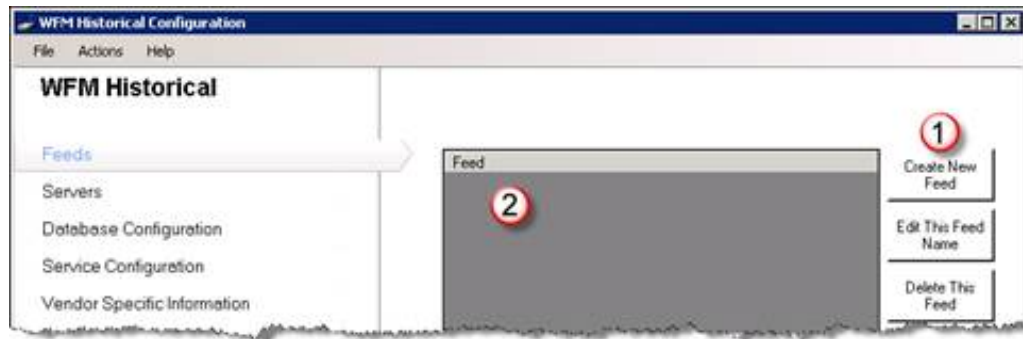 WFM Historical Configuration
File Actions Help
WFM Historical
Feeds
Servers
Database Configuration
Service Configuration
Vendor Specific Information
Feed
2
1
Create New
Feed
Edit This Feed
Name
Delete This
Feed